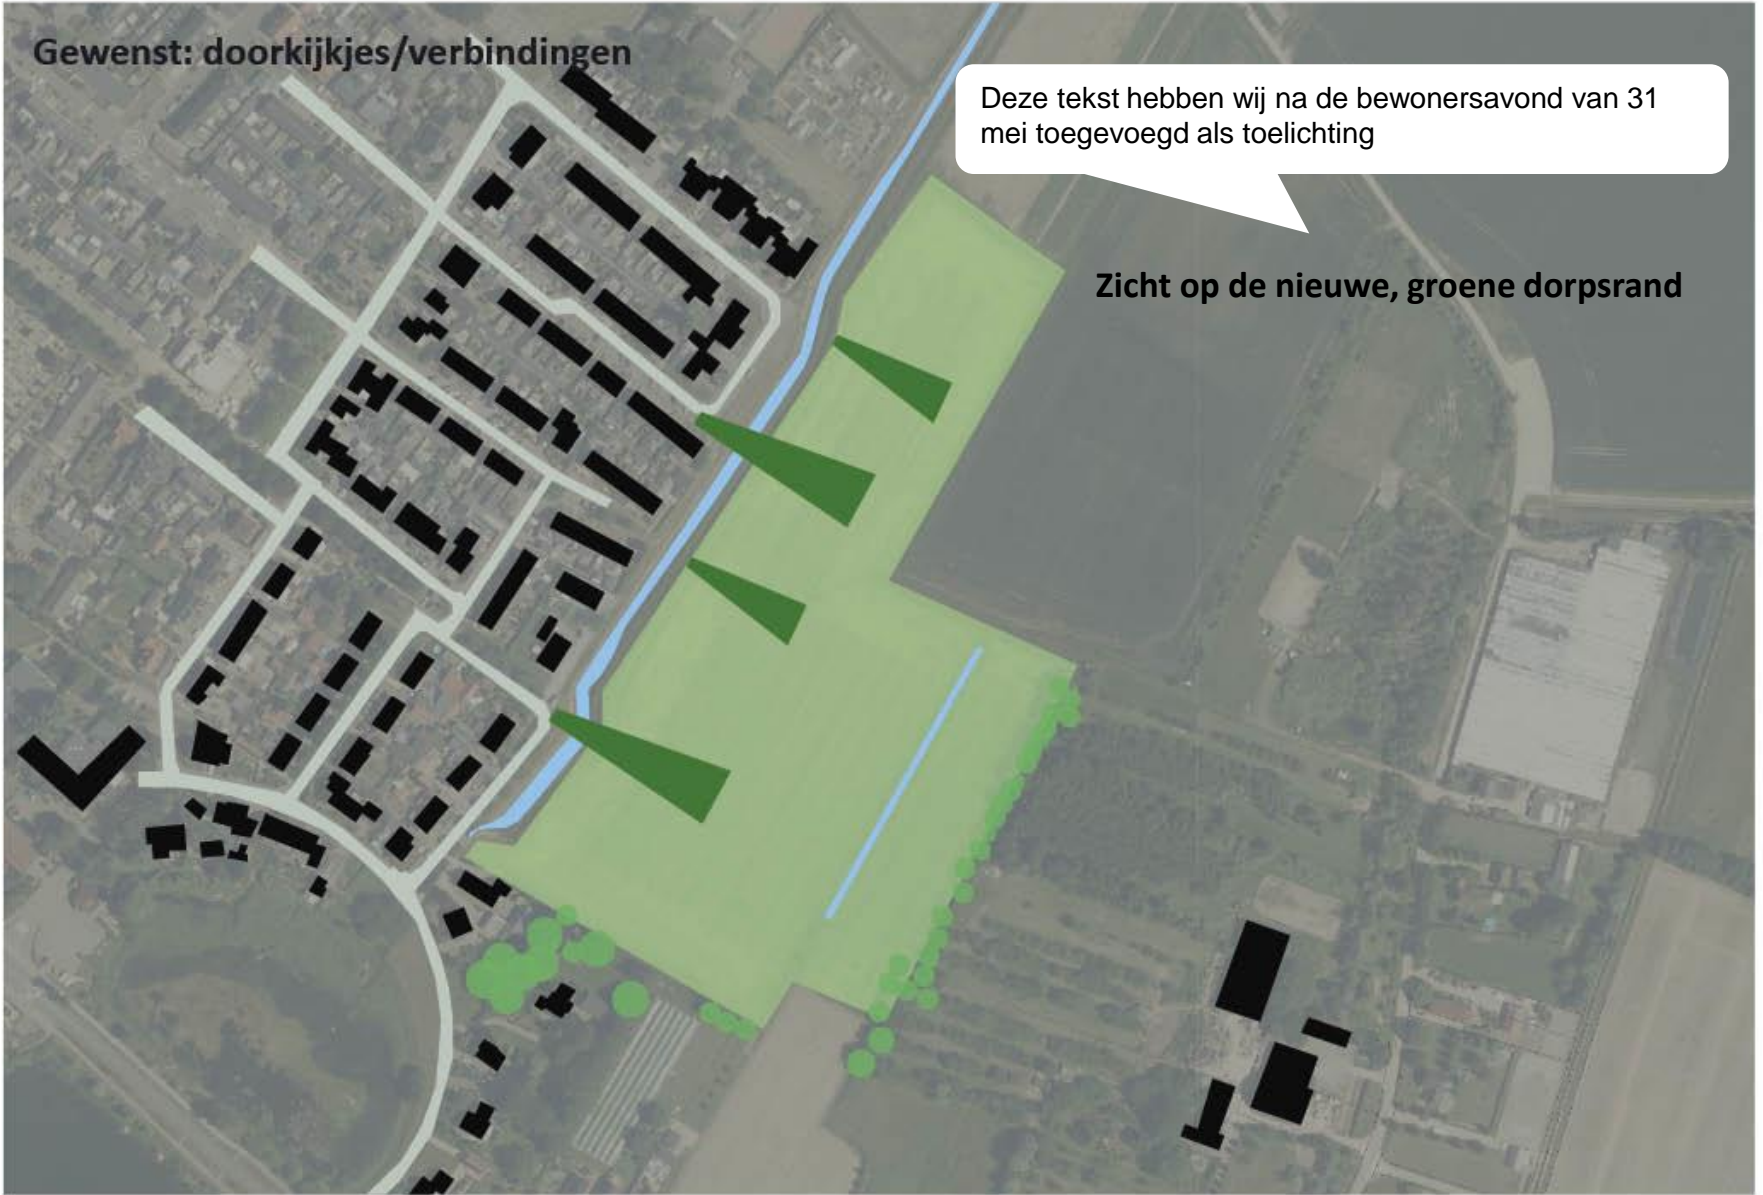 Gewenst: doorkijkjes/verbindingen
Deze tekst hebben wij na de bewonersavond van 31
mei toegevoegd als toelichting
Zicht op de nieuwe, groene dorpsrand